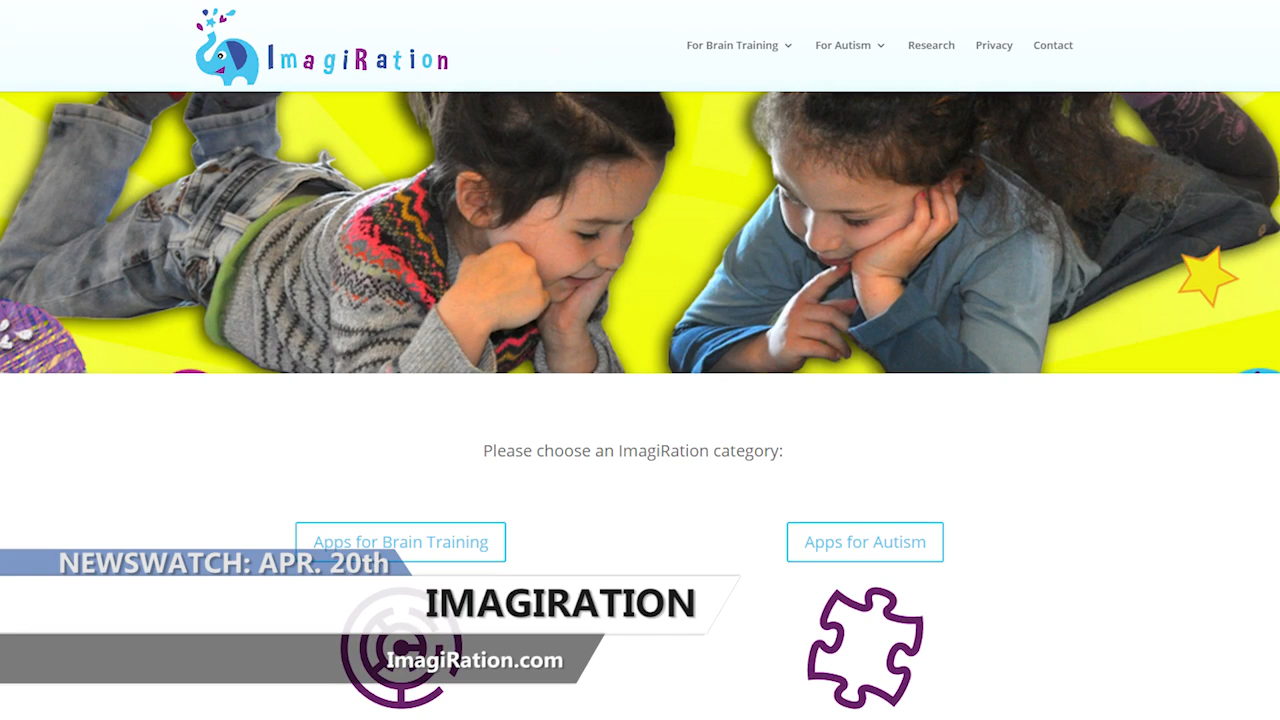 ImagiRation
For Brain Training
For Autism
Research
Privacy
Contact
Please choose an ImagiRation category:
Apps for Brain Training
Apps for Autism
NEWSWATCH: APR. 20th
IMAGIRATION
ImagiRation.com